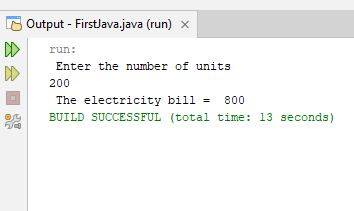 Output - FirstJava.java (run) ×
run:
Enter the number of units
200
The electricity bill =  800
BUILD SUCCESSFUL (total time: 13 seconds)